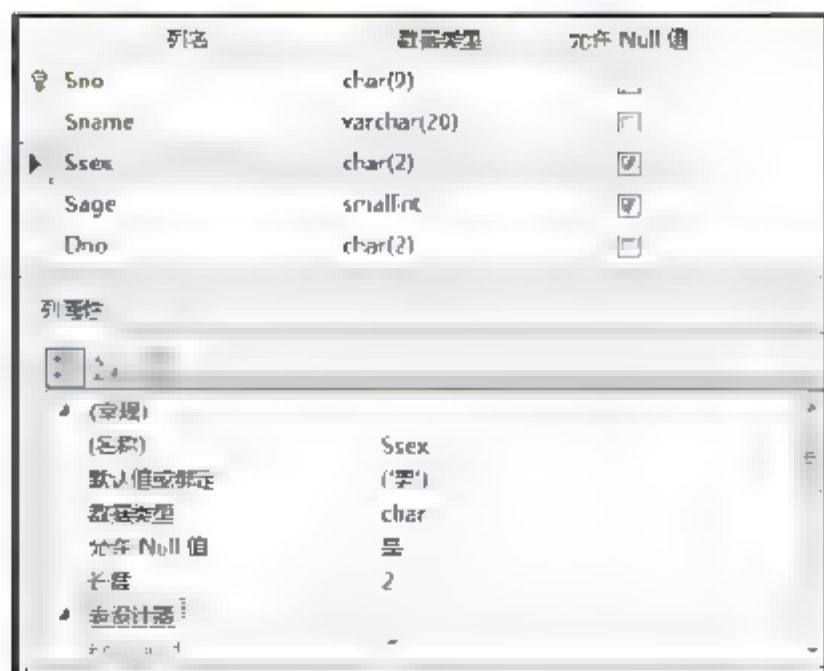 列名 数据类型 允许 Null 值
Sno char(9)
Sname varchar(20)
Ssex char(2)
Sage smallint
Dno char(2)
列属性
(常规)
(名称) Ssex
默认值或绑定
数据类型 char
允许 Null 值 是
长度 2
表设计器